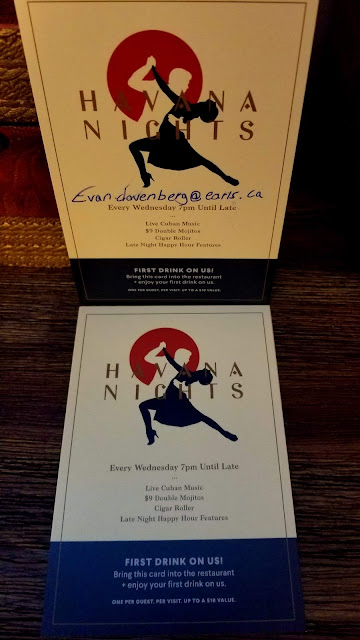 HAVANA
NIGHTS
Evan.davenberg@earls.ca
Every Wednesday 7pm Until Late
...
Live Cuban Music
$9 Double Mojitos
Cigar Roller
Late Night Happy Hour Features
FIRST DRINK ON US!
Bring this card into the restaurant
+ enjoy your first drink on us.
ONE PER GUEST. PER VISIT. UP TO A $18 VALUE.
HAVANA
NIGHTS
Every Wednesday 7pm Until Late
...
Live Cuban Music
$9 Double Mojitos
Cigar Roller
Late Night Happy Hour Features
FIRST DRINK ON US!
Bring this card into the restaurant
+ enjoy your first drink on us.
ONE PER GUEST. PER VISIT. UP TO A $18 VALUE.